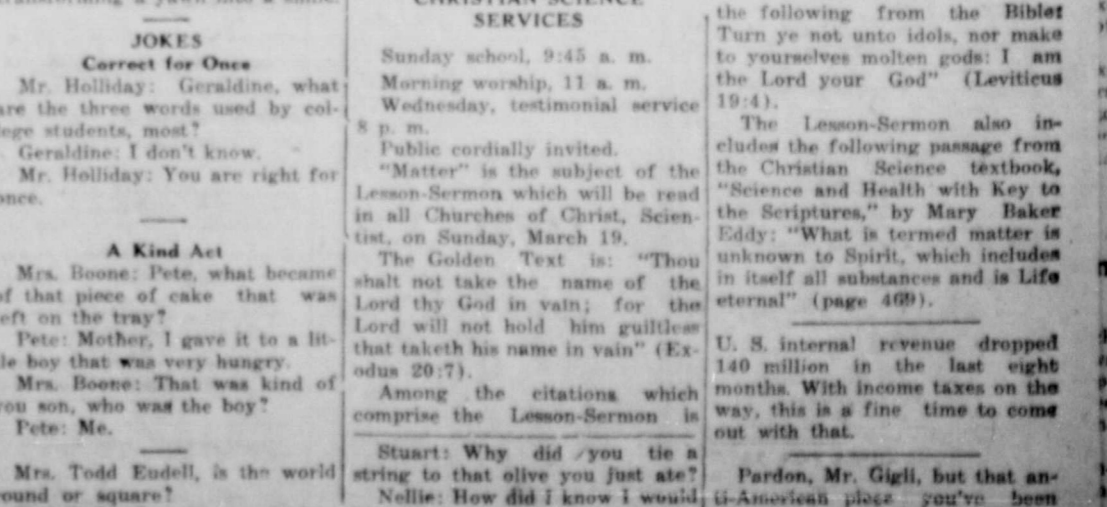 JOKES
Correct for Once
Mr. Holliday: Geraldine, what
are the three words used by col-
lege students, most?
Geraldine: I don't know.
Mr. Holliday: You are right for
once.
A Kind Act
Mrs. Boone: Pete, what became
of that piece of cake that was
left on the tray?
Pete: Mother, I gave it to a lit-
tle boy that was very hungry.
Mrs. Boone: That was kind of
you son, who was the boy?
Pete: Me.
Mrs. Todd Eudell, is the world
round or square?
CHRISTIAN SCIENCE
SERVICES
Sunday school, 9:45 a. m.
Morning worship, 11 a. m.
Wednesday, testimonial service
8 p. m.
Public cordially invited.
"Matter" is the subject of the
Lesson-Sermon which will be read
in all Churches of Christ, Scien-
tist, on Sunday, March 19.
The Golden Text is: "Thou
shalt not take the name of the
Lord thy God in vain; for the
Lord will not hold him guiltless
that taketh his name in vain" (Ex-
odus 20:7).
Among the citations which
comprise the Lesson-Sermon is
Stuart: Why did you tie a
string to that olive you just ate?
Nellie: How did I know I would
the following from the Bible:
Turn ye not unto idols, nor make
to yourselves molten gods: I am
the Lord your God" (Leviticus
19:4).
The Lesson-Sermon also in-
cludes the following passage from
the Christian Science textbook,
"Science and Health with Key to
the Scriptures," by Mary Baker
Eddy: "What is termed matter is
unknown to Spirit, which includes
in itself all substances and is Life
eternal" (page 469).
U. S. internal revenue dropped
140 million in the last eight
months. With income taxes on the
way, this is a fine time to come
out with that.
Pardon, Mr. Gigli, but that an-
ti-American piece you've been